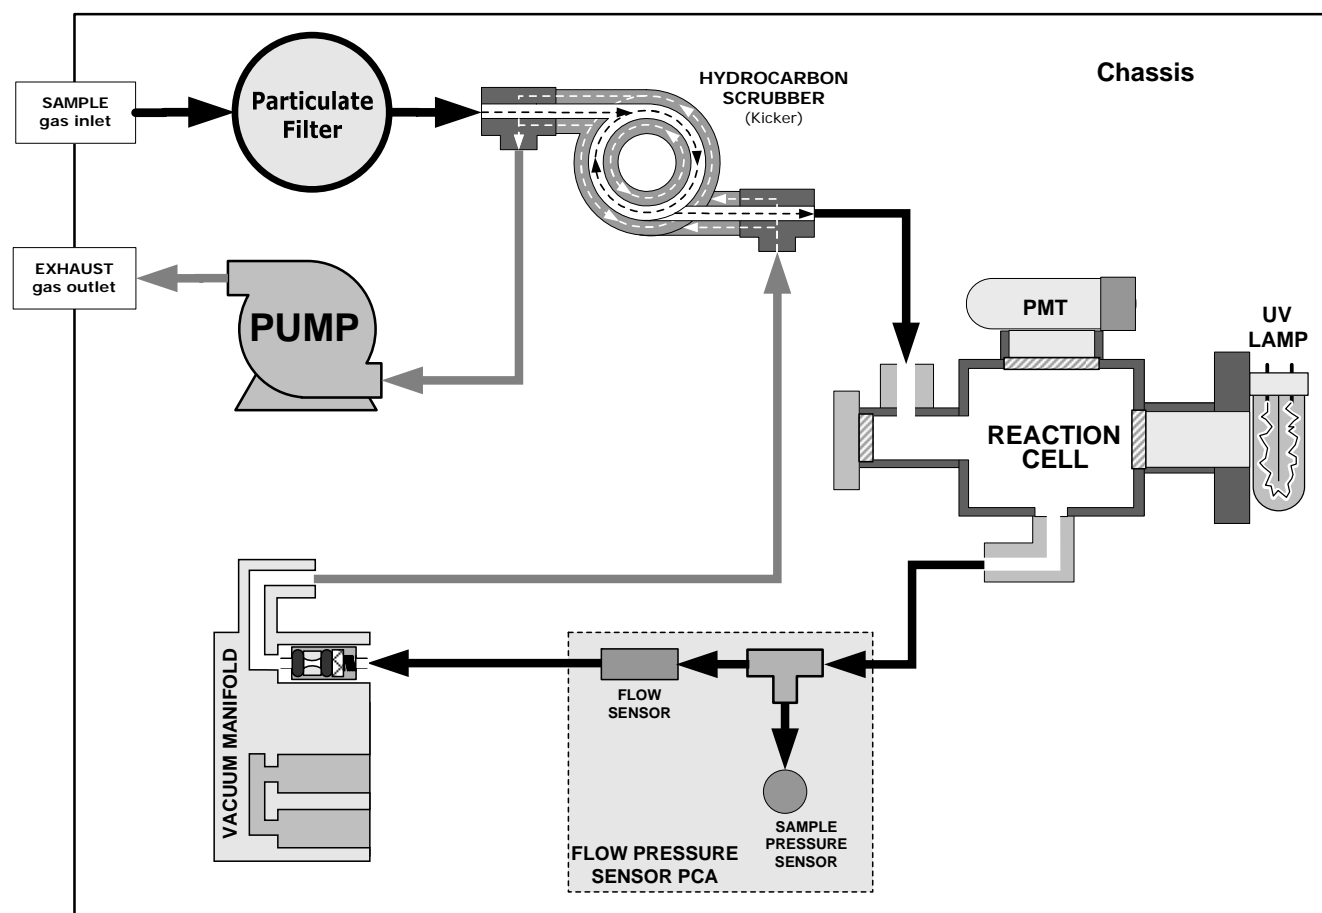 Chassis
SAMPLE
gas inlet
Particulate
Filter
HYDROCARBON
SCRUBBER
(Kicker)
EXHAUST
gas outlet
PUMP
PMT
UV
LAMP
REACTION
CELL
VACUUM MANIFOLD
FLOW
SENSOR
SAMPLE
PRESSURE
SENSOR
FLOW PRESSURE
SENSOR PCA